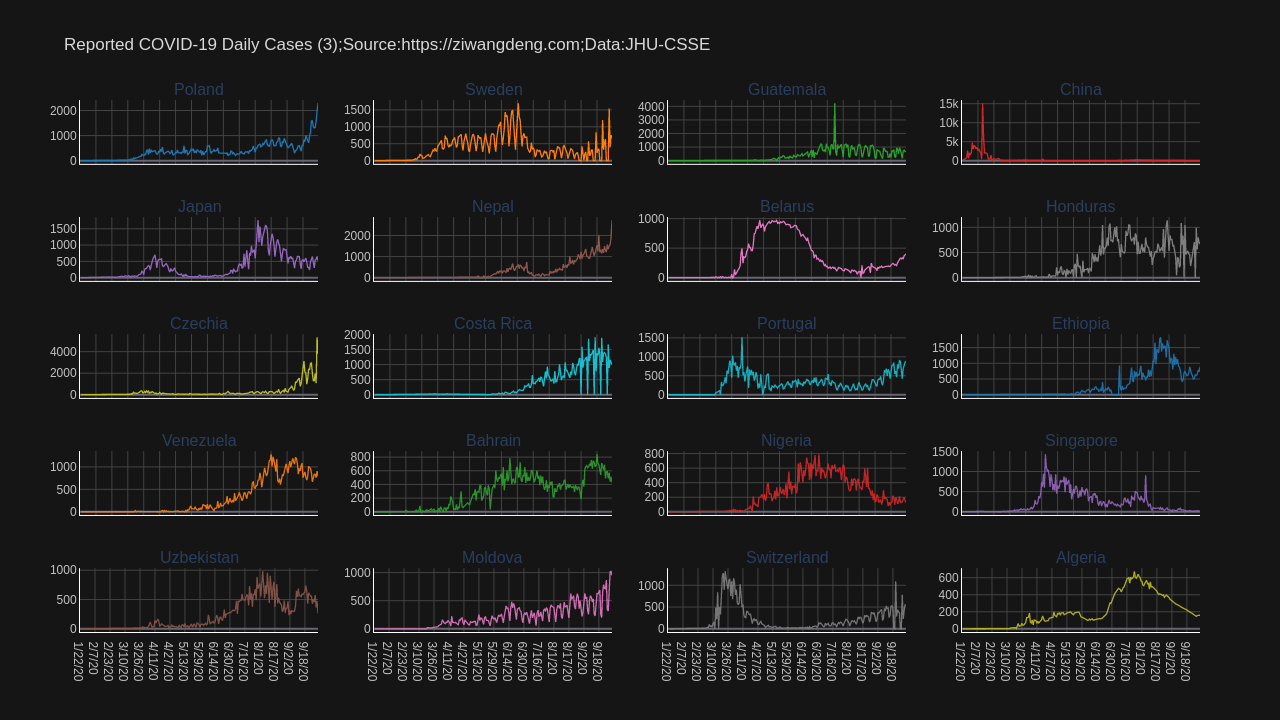 Reported COVID-19 Daily Cases (3);Source:https://ziwangdeng.com;Data:JHU-CSSE
Poland Sweden Guatemala China
2000 1000 0
1500 1000 500 0
4000 3000 2000 1000 0
15k 10k 5k 0
Japan Nepal Belarus Honduras
1500 1000 500 0
2000 1000 0
1000 500 0
1000 500 0
Czechia Costa Rica Portugal Ethiopia
4000 2000 0
2000 1500 1000 500 0
1500 1000 500 0
1500 1000 500 0
Venezuela Bahrain Nigeria Singapore
1000 500 0
800 600 400 200 0
800 600 400 200 0
1500 1000 500 0
Uzbekistan Moldova Switzerland Algeria
1000 500 0
1000 500 0
1000 500 0
600 400 200 0
1/22/20 2/7/20 2/23/20 3/10/20 3/26/20 4/11/20 4/27/20 5/13/20 5/29/20 6/14/20 6/30/20 7/16/20 8/1/20 8/17/20 9/2/20 9/18/20
1/22/20 2/7/20 2/23/20 3/10/20 3/26/20 4/11/20 4/27/20 5/13/20 5/29/20 6/14/20 6/30/20 7/16/20 8/1/20 8/17/20 9/2/20 9/18/20
1/22/20 2/7/20 2/23/20 3/10/20 3/26/20 4/11/20 4/27/20 5/13/20 5/29/20 6/14/20 6/30/20 7/16/20 8/1/20 8/17/20 9/2/20 9/18/20
1/22/20 2/7/20 2/23/20 3/10/20 3/26/20 4/11/20 4/27/20 5/13/20 5/29/20 6/14/20 6/30/20 7/16/20 8/1/20 8/17/20 9/2/20 9/18/20